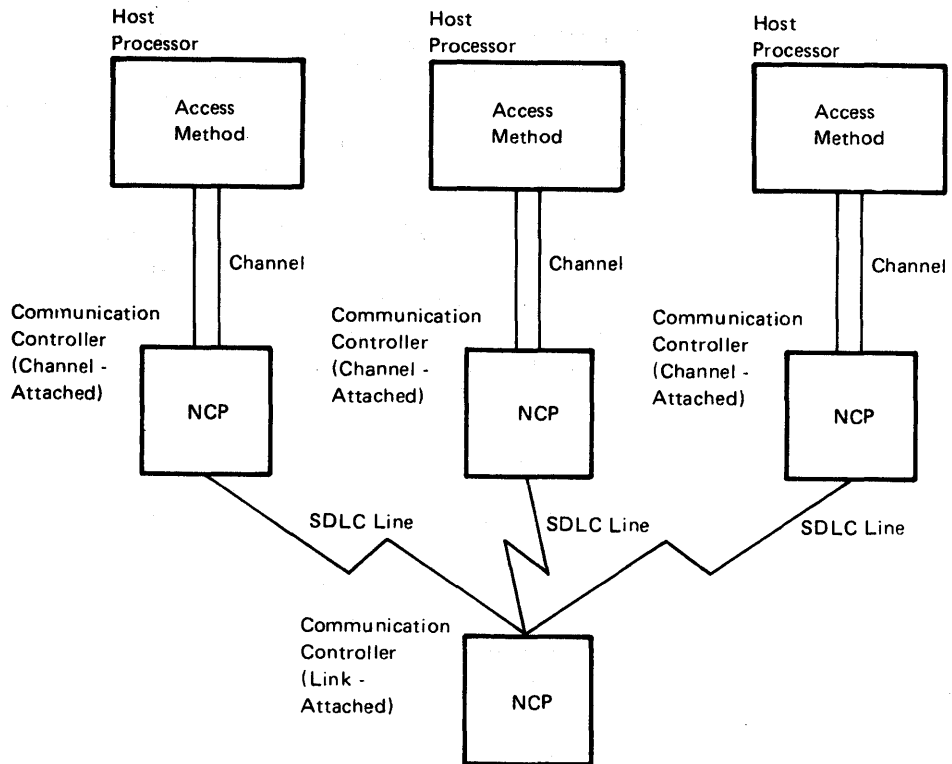 Host
Processor
Host
Processor
Host
Processor
Access
Method
Access
Method
Access
Method
Channel
Channel
Channel
Communication
Controller
(Channel -
Attached)
Communication
Controller
(Channel -
Attached)
Communication
Controller
(Channel -
Attached)
NCP
NCP
NCP
SDLC Line
SDLC Line
SDLC Line
Communication
Controller
(Link -
Attached)
NCP